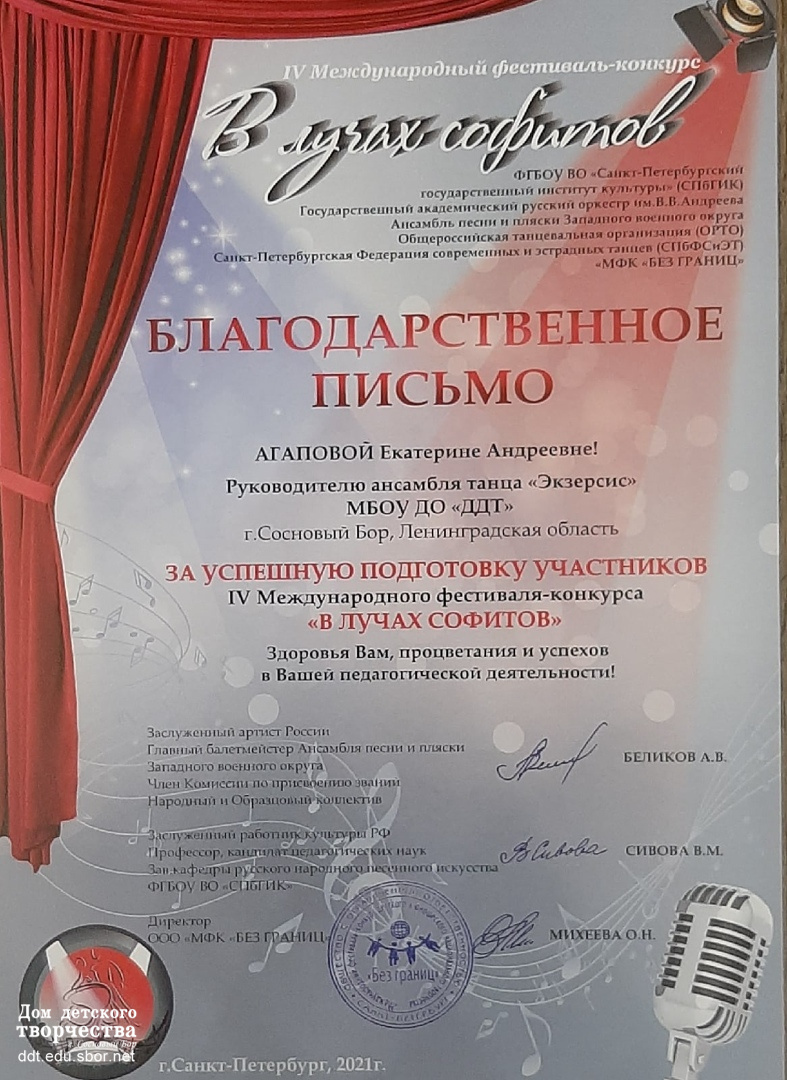 IV Международный фестиваль-конкурс
В лучах софитов
ФГБОУ ВО «Санкт-Петербургский
государственный институт культуры» (СПбГИК)
Государственный академический русский оркестр им.В.В.Андреева
Ансамбль песни и пляски Западного военного округа
Общероссийская танцевальная организация (ОРТО)
Санкт-Петербургская Федерация современных и эстрадных танцев (СПбФСиЭТ)
«МФК «БЕЗ ГРАНИЦ»
БЛАГОДАРСТВЕННОЕ
ПИСЬМО
АГАПОВОЙ Екатерине Андреевне!
Руководителю ансамбля танца «Экзерсис»
МБОУ ДО «ДДТ»
г.Сосновый Бор, Ленинградская область
ЗА УСПЕШНУЮ ПОДГОТОВКУ УЧАСТНИКОВ
IV Международного фестиваля-конкурса
«В ЛУЧАХ СОФИТОВ»
Здоровья Вам, процветания и успехов
в Вашей педагогической деятельности!
Заслуженный артист России
Главный балетмейстер Ансамбля песни и пляски
Западного военного округа
Член Комиссии по присвоению званий
Народный и Образцовый коллектив
БЕЛИКОВ А.В.
Заслуженный работник культуры РФ
Профессор, кандидат педагогических наук
Зав.кафедры русского народного песенного искусства
ФГБОУ ВО «СПбГИК»
ВСивова
СИВОВА В.М.
Директор
ООО «МФК «БЕЗ ГРАНИЦ»
МИХЕЕВА О.Н.
«Без границ»
САНКТ-ПЕТЕРБУРГ
Дом детского
творчества
г. Сосновый Бор
ddt.edu.sbor.net
г.Санкт-Петербург, 2021г.